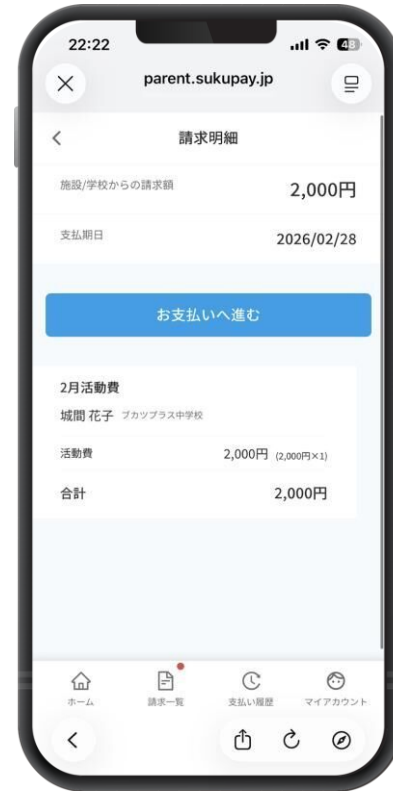 22:22
48
parent.sukupay.jp
請求明細
施設/学校からの請求額 2,000円
支払期日 2026/02/28
お支払いへ進む
2月活動費
城間 花子 ブカツプラス中学校
活動費 2,000円 (2,000円×1)
合計 2,000円
ホーム 請求一覧 支払い履歴 マイアカウント